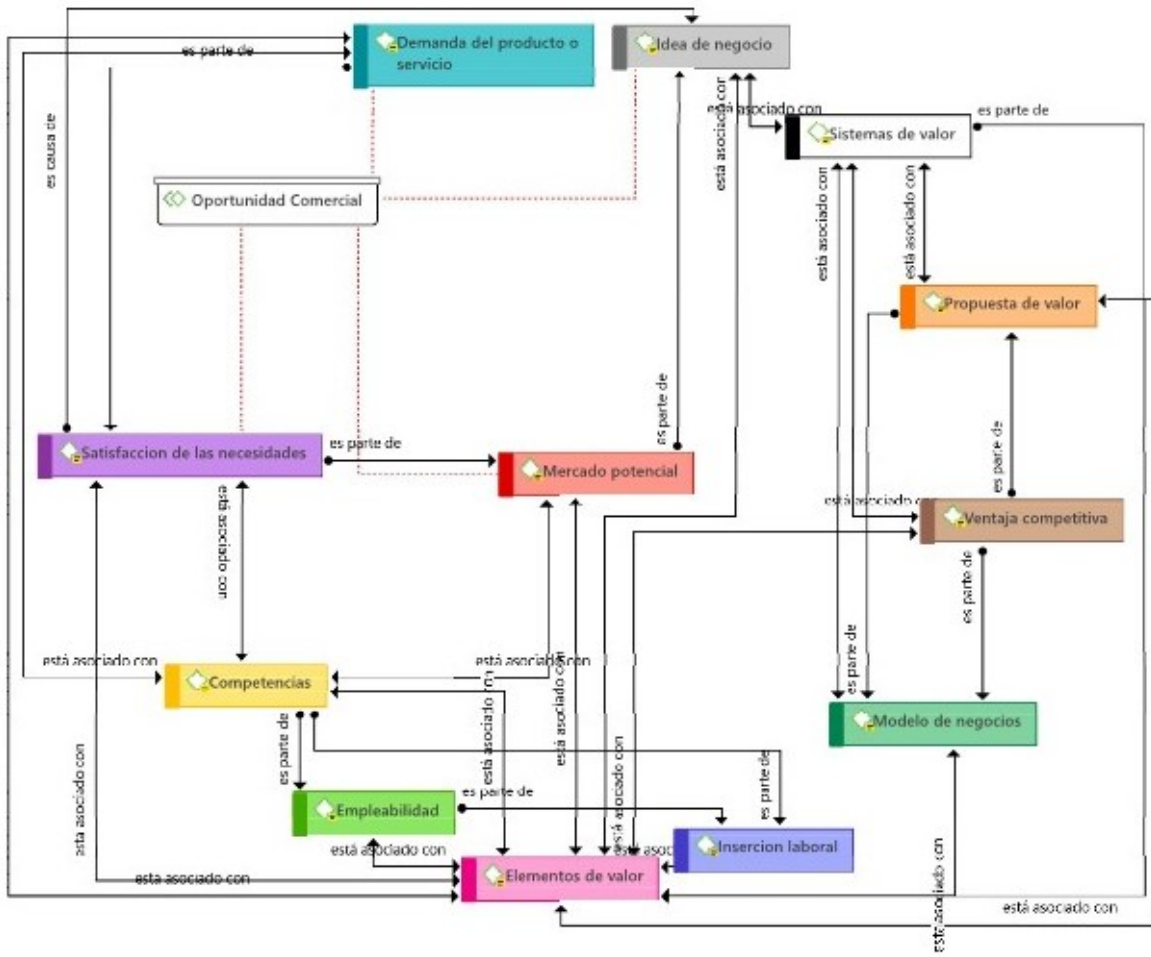 es parte de
Demanda del producto o
servicio
Idea de negocio
está asociado con
está asociado con
Sistemas de valor
es parte de
es causa de
Oportunidad Comercial
está asociado con
está asociado con
Propuesta de valor
Satisfaccion de las necesidades
es parte de
Mercado potencial
es parte de
es parte de
está asociado con
Ventaja competitiva
está asociado con
es parte de
está asociado con
Competencias
está asociado con
está asociado con
está asociado con
es parte de
Modelo de negocios
está asociado con
es parte de
Empleabilidad
es parte de
es parte de
está asociado con
está asociado con
Insercion laboral
esta asociado con
Elementos de valor
está asociado con
está asociado con